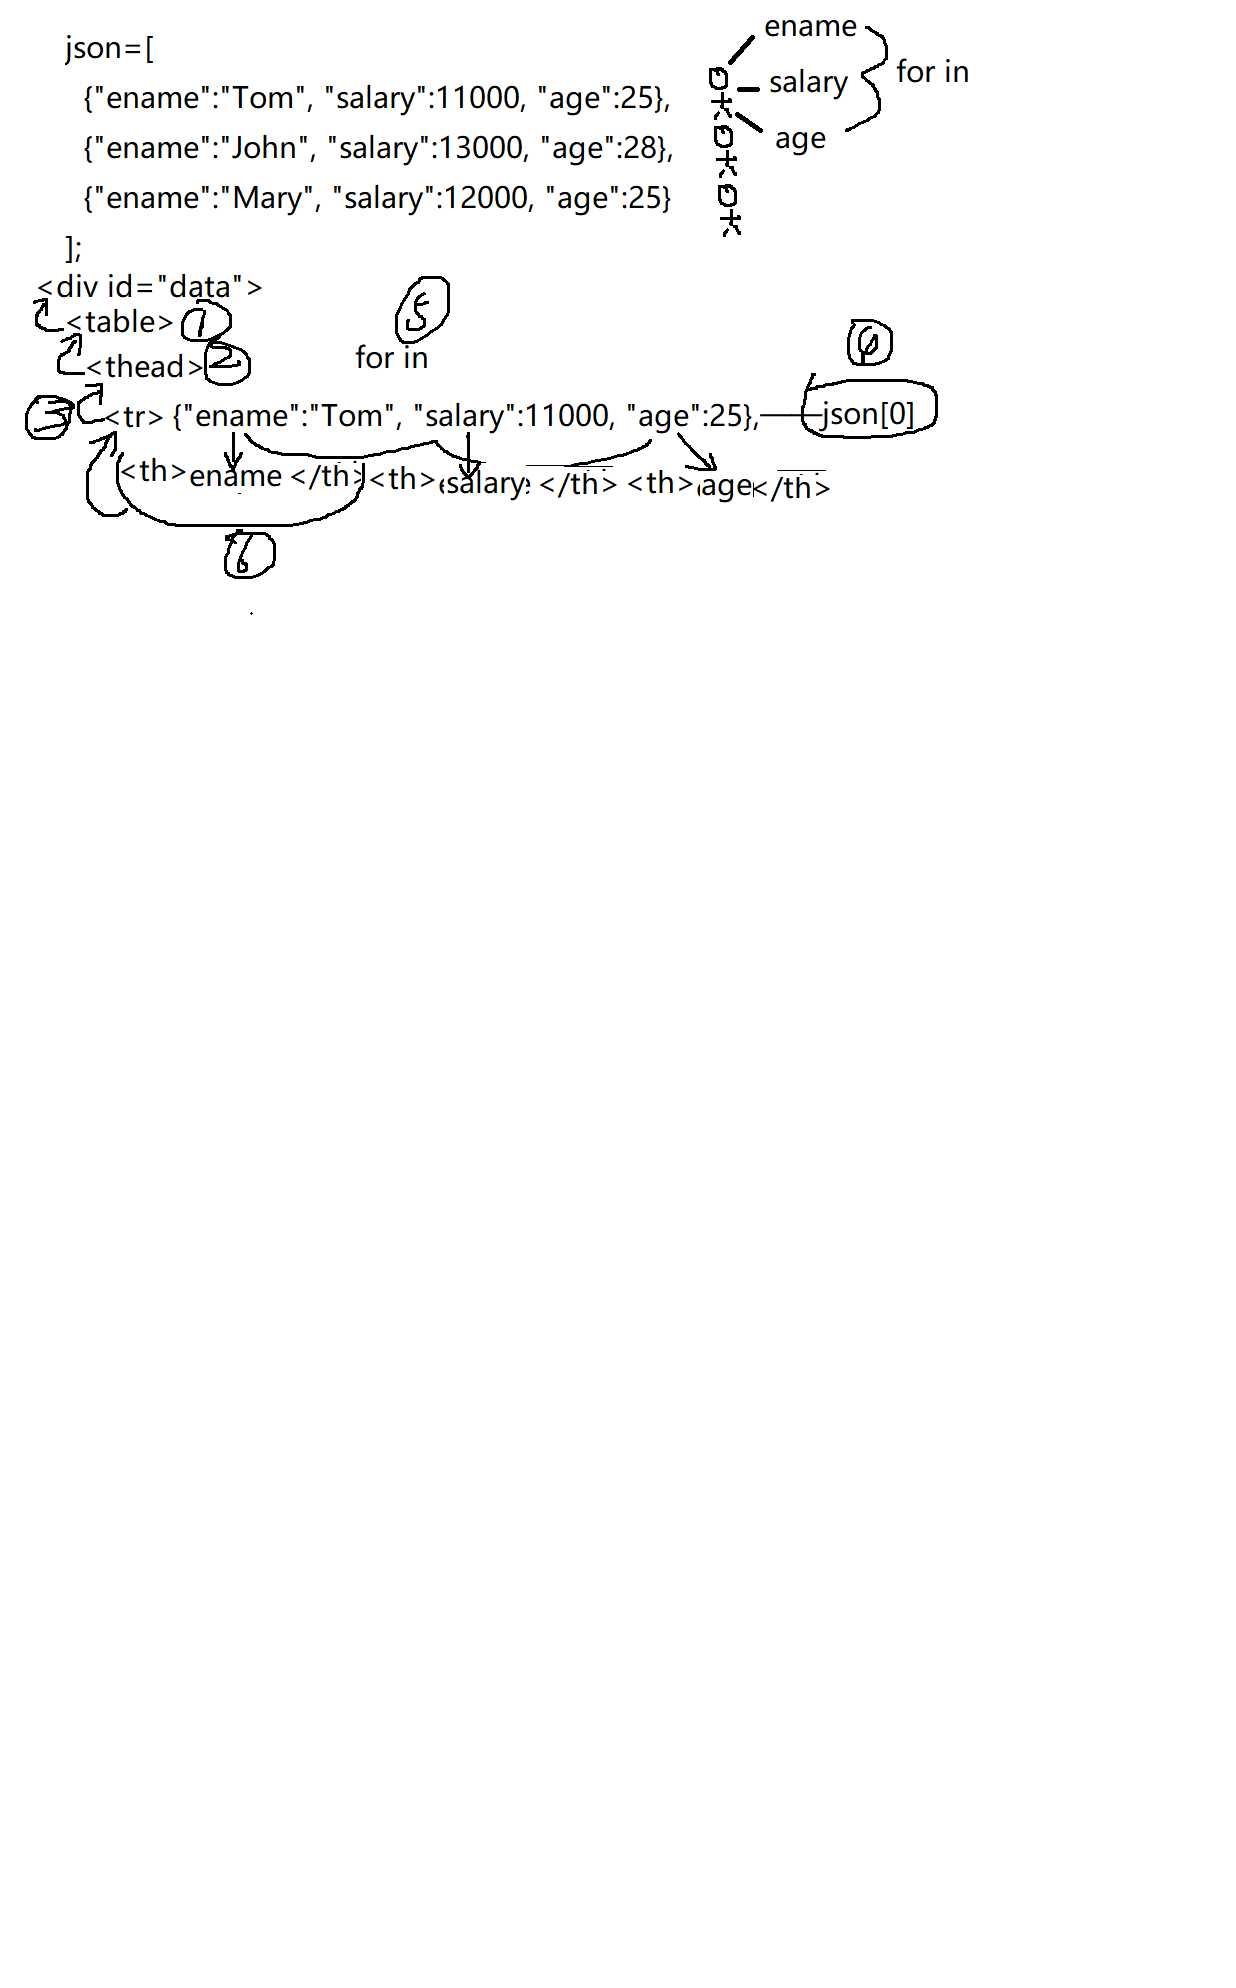 json=[
{"ename":"Tom", "salary":11000, "age":25},
{"ename":"John", "salary":13000, "age":28},
{"ename":"Mary", "salary":12000, "age":25}
];
ename
salary
age
for in
<div id="data">
<table> 1
<thead> 2
5
for in
3 <tr> {"ename":"Tom", "salary":11000, "age":25}, json[0]
<th>ename </th> <th> salary </th> <th> age</th>
6